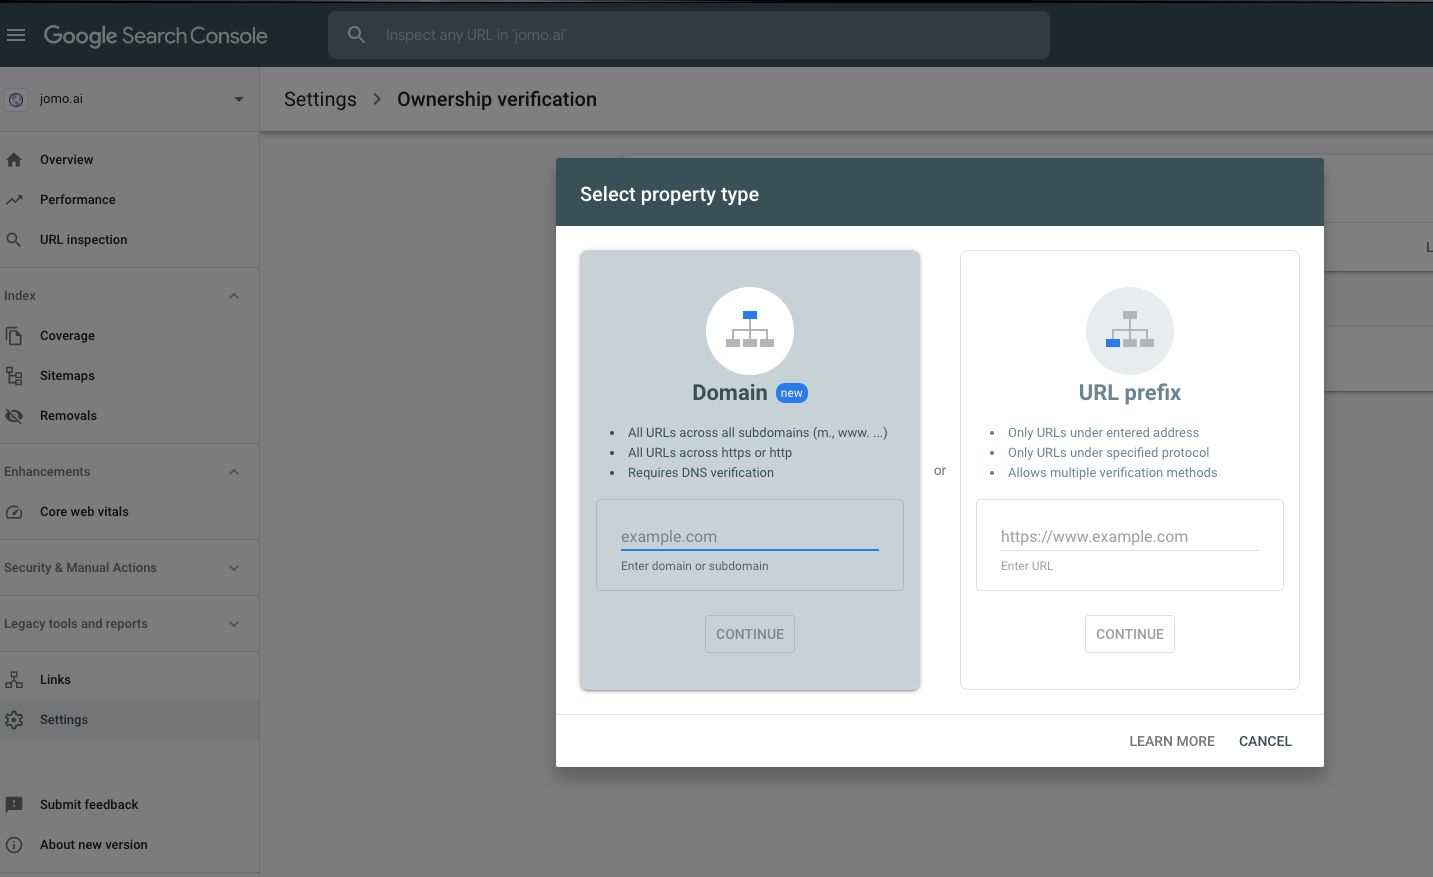 Google Search Console
Inspect any URL in 'jomo.ai'
jomo.ai
Settings > Ownership verification
Overview
Performance
URL inspection
Index
Coverage
Sitemaps
Removals
Enhancements
Core web vitals
Security & Manual Actions
Legacy tools and reports
Links
Settings
Submit feedback
About new version
Select property type
Domain new
• All URLs across all subdomains (m., www. ...)
• All URLs across https or http
• Requires DNS verification
example.com
Enter domain or subdomain
CONTINUE
or
URL prefix
• Only URLs under entered address
• Only URLs under specified protocol
• Allows multiple verification methods
https://www.example.com
Enter URL
CONTINUE
LEARN MORE
CANCEL